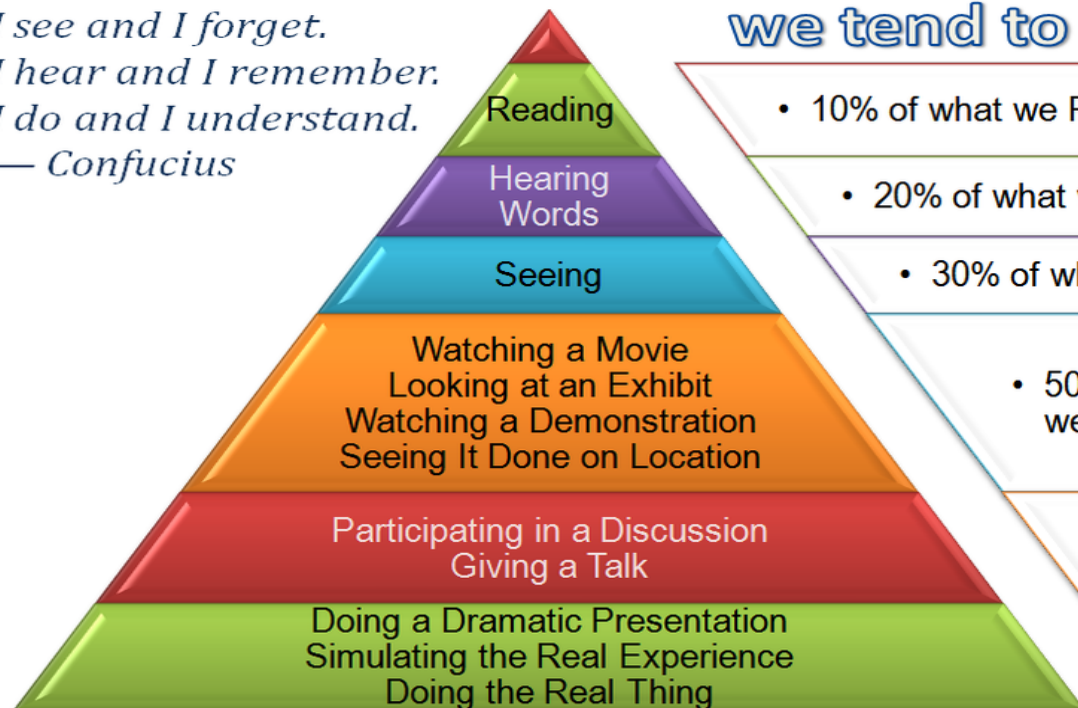 I see and I forget.
I hear and I remember.
I do and I understand.
— Confucius
we tend to
Reading
Hearing
Words
Seeing
Watching a Movie
Looking at an Exhibit
Watching a Demonstration
Seeing It Done on Location
Participating in a Discussion
Giving a Talk
Doing a Dramatic Presentation
Simulating the Real Experience
Doing the Real Thing
• 10% of what we
• 20% of what
• 30% of
• 50